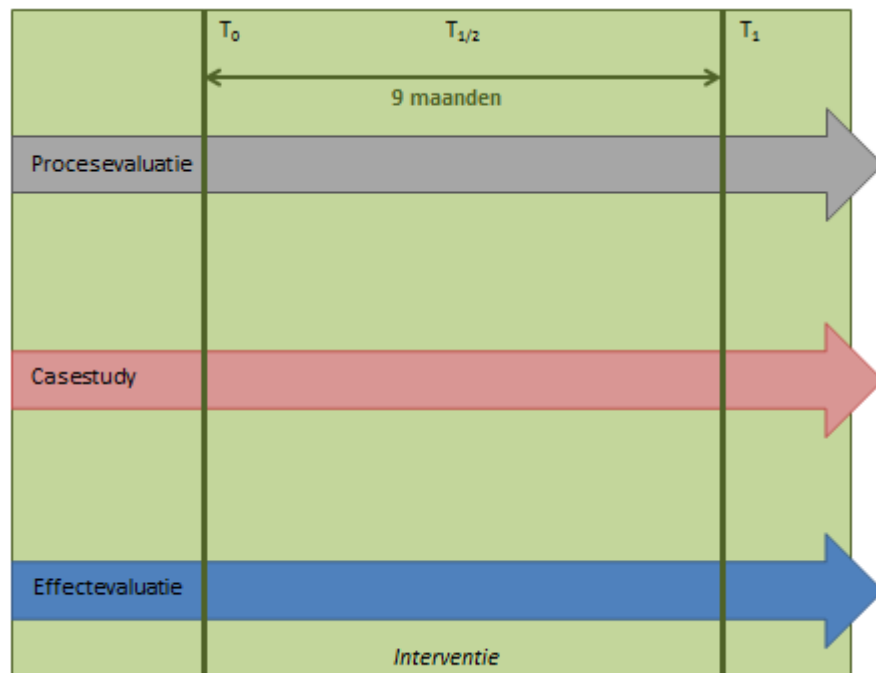 T₀ T₁/₂ T₁
9 maanden
Procesevaluatie
Casestudy
Effectevaluatie
Interventie